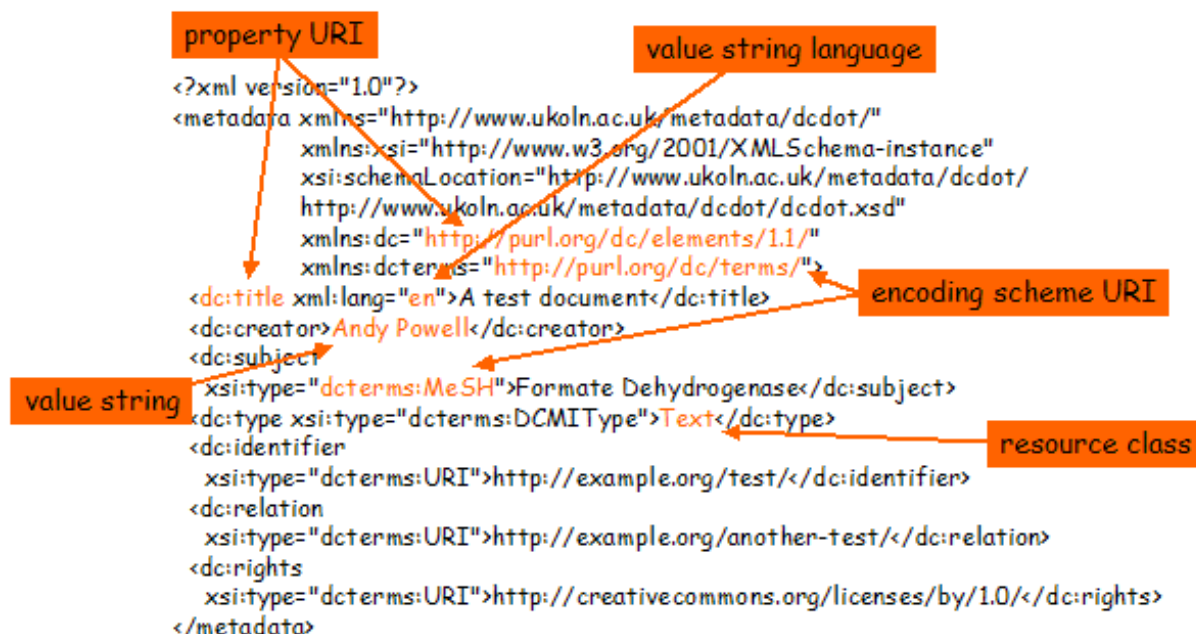 property URI
value string language
<?xml version="1.0"?>
<metadata xmlns="http://www.ukoln.ac.uk/metadata/dcdot/"
xmlns:xsi="http://www.w3.org/2001/XMLSchema-instance"
xsi:schemaLocation="http://www.ukoln.ac.uk/metadata/dcdot/
http://www.ukoln.ac.uk/metadata/dcdot/dcdot.xsd"
xmlns:dc="http://purl.org/dc/elements/1.1/"
xmlns:dcterms="http://purl.org/dc/terms/">
<dc:title xml:lang="en">A test document</dc:title>
encoding scheme URI
<dc:creator>Andy Powell</dc:creator>
<dc:subject
value string
xsi:type="dcterms:MeSH">Formate Dehydrogenase</dc:subject>
<dc:type xsi:type="dcterms:DCMIType">Text</dc:type>
resource class
<dc:identifier
xsi:type="dcterms:URI">http://example.org/test/</dc:identifier>
<dc:relation
xsi:type="dcterms:URI">http://example.org/another-test/</dc:relation>
<dc:rights
xsi:type="dcterms:URI">http://creativecommons.org/licenses/by/1.0/</dc:rights>
</metadata>